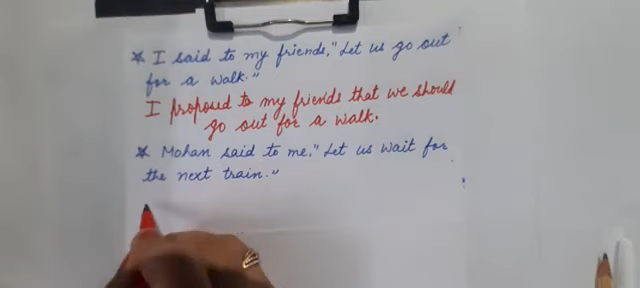 * I said to my friends, "Let us go out
for a walk."
I proposed to my friends that we should
go out for a walk.
* Mohan said to me, "Let us wait for
the next train."